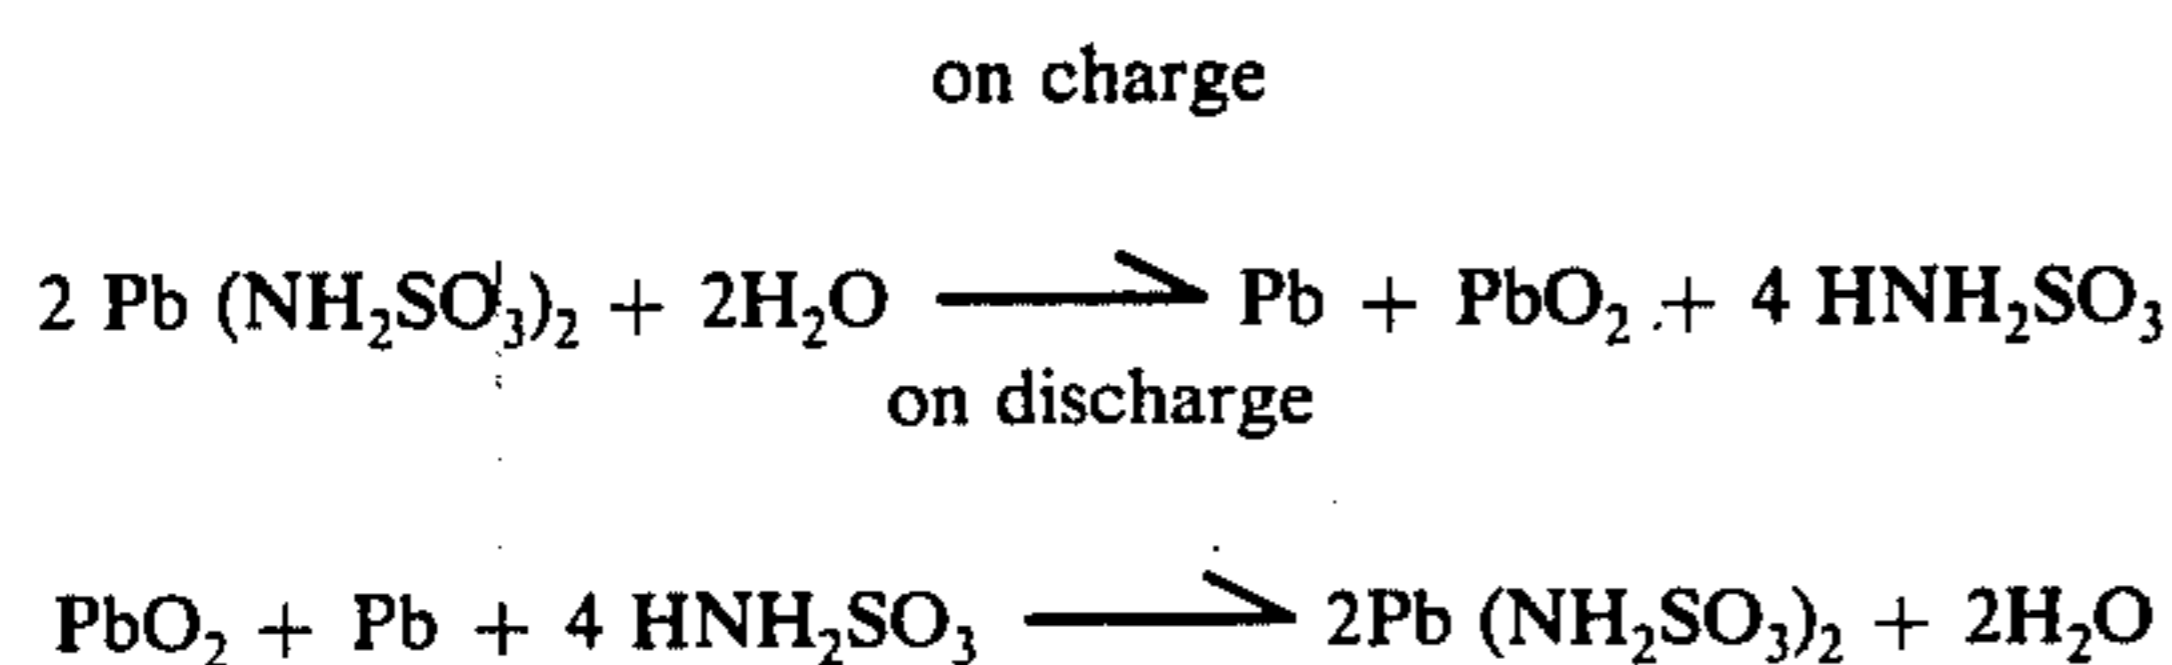 on charge
2 Pb (NH₂SO₃)₂ + 2H₂O ⇀ Pb + PbO₂ + 4 HNH₂SO₃
on discharge
PbO₂ + Pb + 4 HNH₂SO₃ ⇀ 2Pb (NH₂SO₃)₂ + 2H₂O